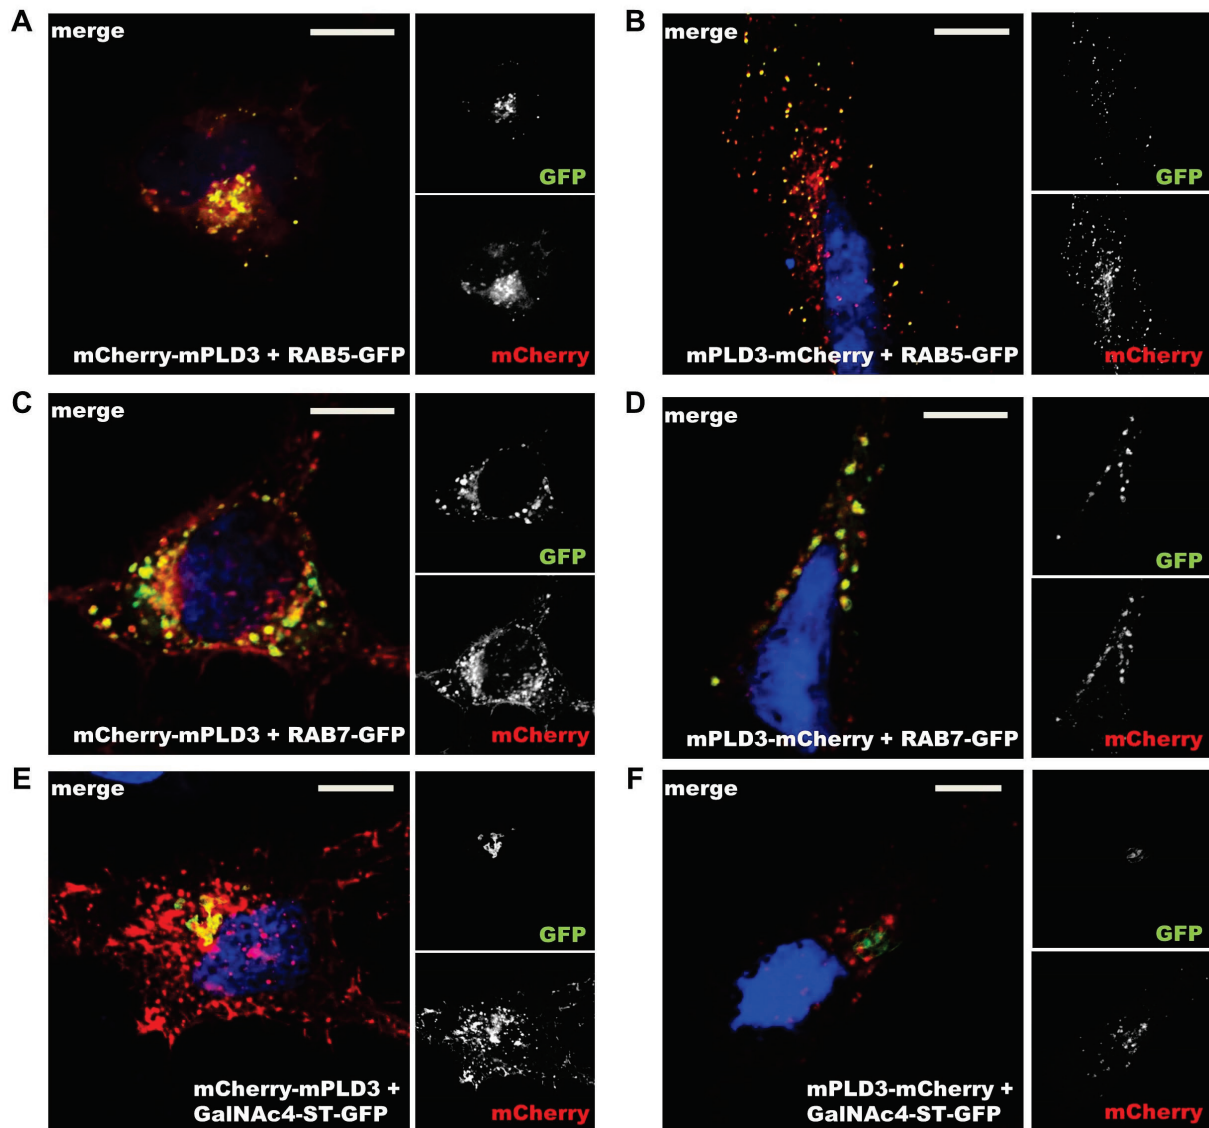 A
merge
GFP
mCherry-mPLD3 + RAB5-GFP
mCherry
B
merge
GFP
mPLD3-mCherry + RAB5-GFP
mCherry
C
merge
GFP
mCherry-mPLD3 + RAB7-GFP
mCherry
D
merge
GFP
mPLD3-mCherry + RAB7-GFP
mCherry
E
merge
GFP
mCherry-mPLD3 +
GalNAc4-ST-GFP
mCherry
F
merge
GFP
mPLD3-mCherry +
GalNAc4-ST-GFP
mCherry